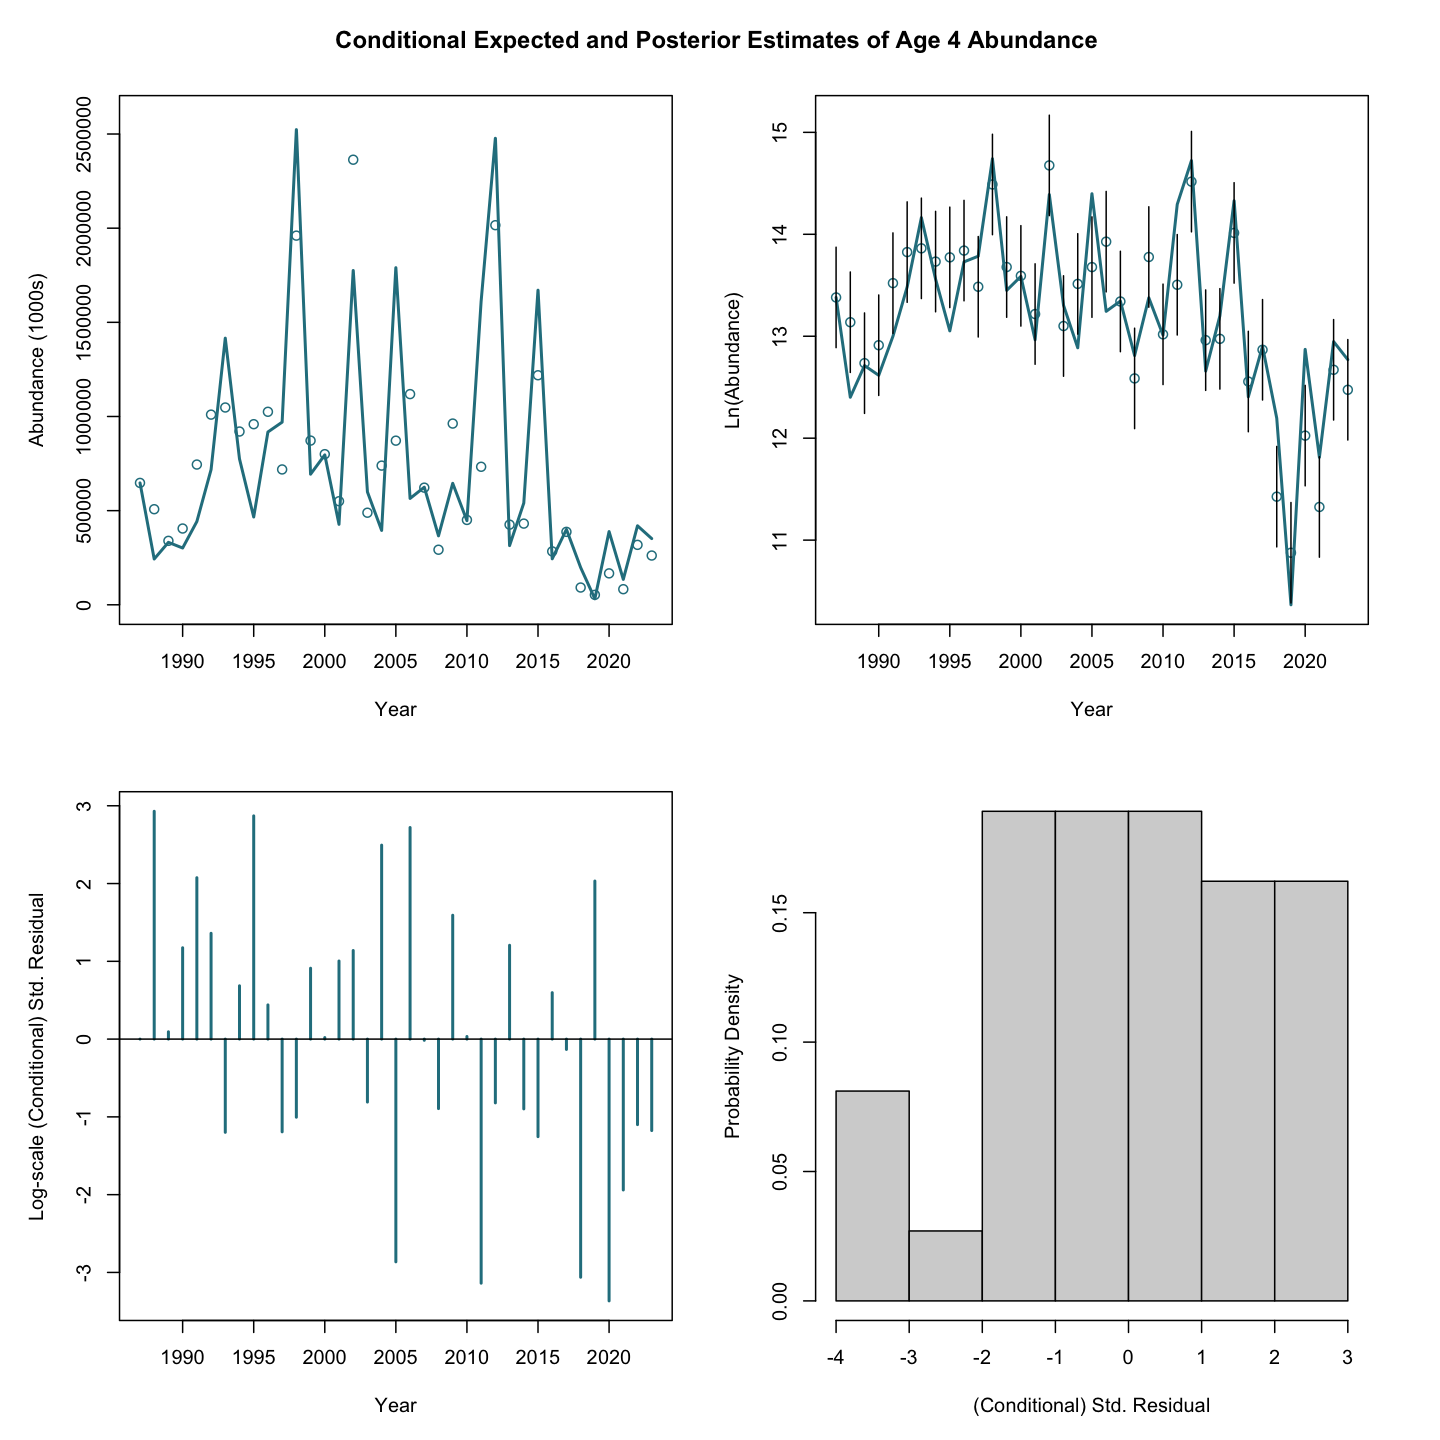 Conditional Expected and Posterior Estimates of Age 4 Abundance
Abundance (1000s)
0 500000 1000000 1500000 2000000 2500000
1990 1995 2000 2005 2010 2015 2020
Year
Ln(Abundance)
11 12 13 14 15
1990 1995 2000 2005 2010 2015 2020
Year
Log-scale (Conditional) Std. Residual
-3 -2 -1 0 1 2 3
1990 1995 2000 2005 2010 2015 2020
Year
Probability Density
0.00 0.05 0.10 0.15
-4 -3 -2 -1 0 1 2 3
(Conditional) Std. Residual